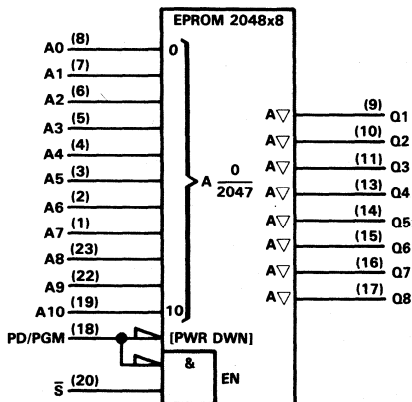 EPROM 2048x8
A0 (8) 0
A1 (7)
A2 (6)
A3 (5) A▽ (9) Q1
A4 (4) A▽ (10) Q2
A5 (3) A 0/2047 A▽ (11) Q3
A6 (2) A▽ (13) Q4
A7 (1) A▽ (14) Q5
A8 (23) A▽ (15) Q6
A9 (22) A▽ (16) Q7
A10 (19) 10 A▽ (17) Q8
PD/PGM (18) [PWR DWN]
&
S̅ (20) EN